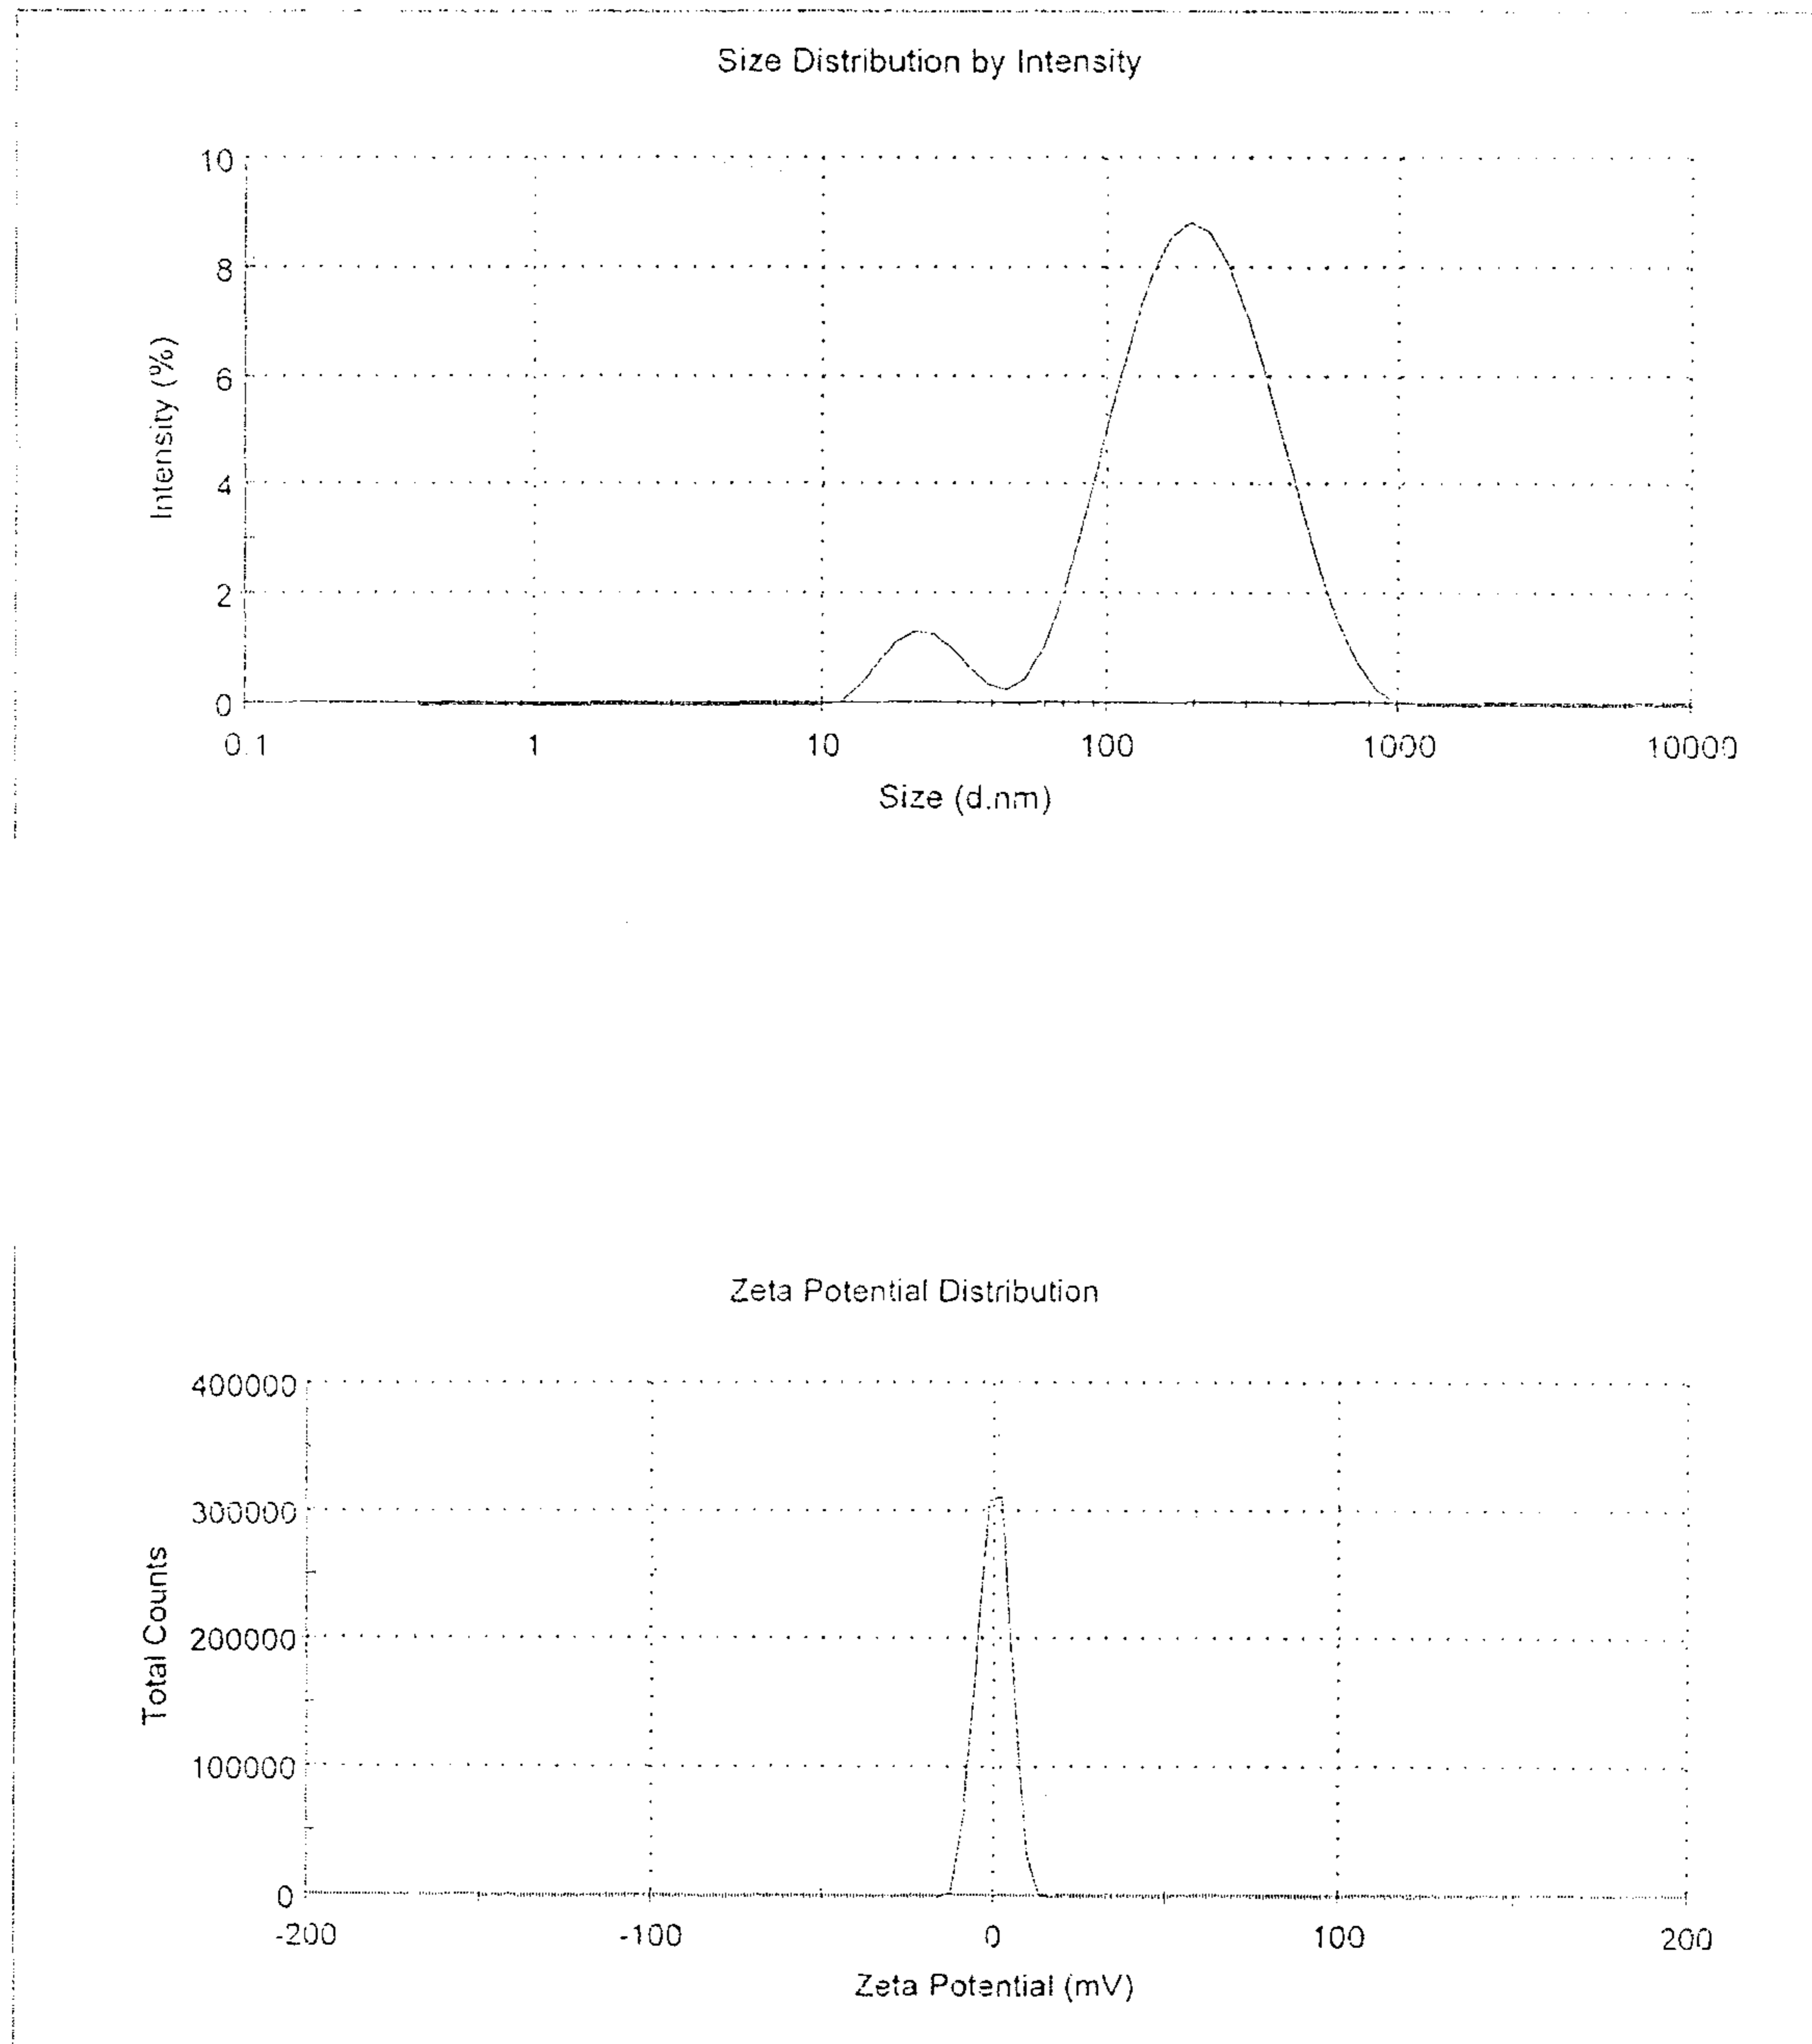 Size Distribution by Intensity
10
8
6
4
2
0
Intensity (%)
0.1 1 10 100 1000 10000
Size (d.nm)
Zeta Potential Distribution
400000
300000
200000
100000
0
Total Counts
-200 -100 0 100 200
Zeta Potential (mV)